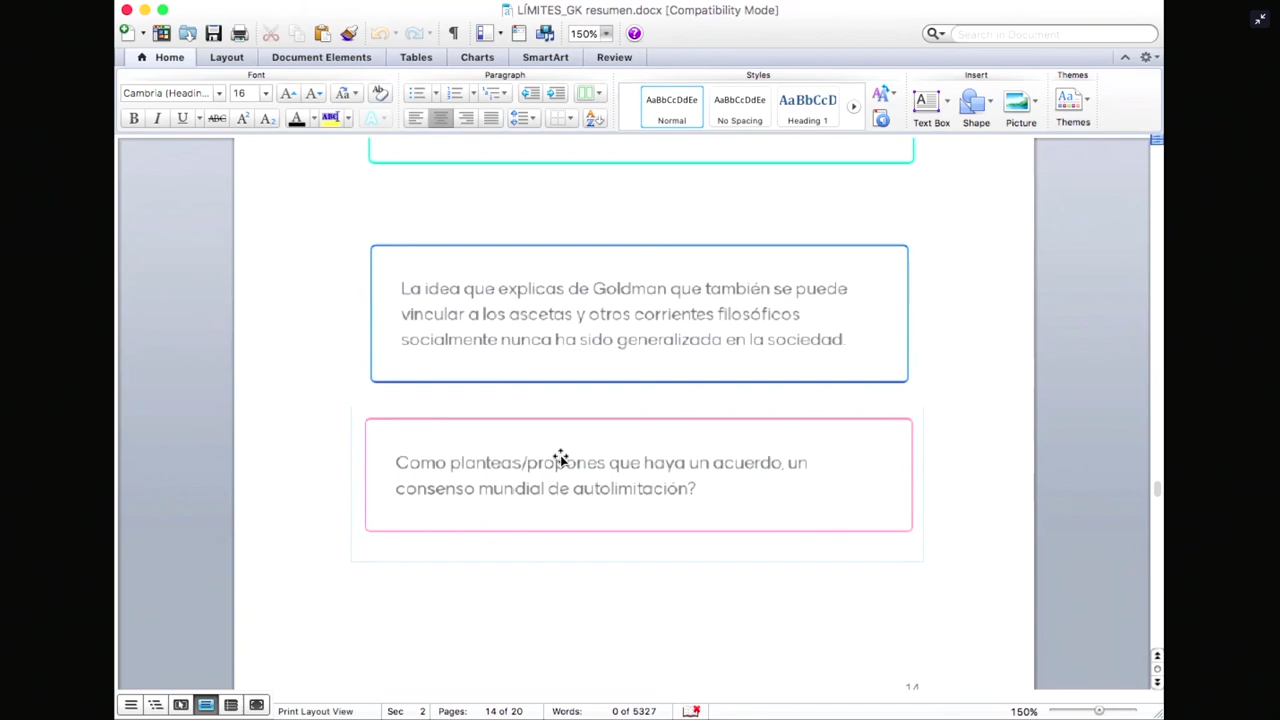 LÍMITES_GK resumen.docx [Compatibility Mode]
150%
Search in Document
Home Layout Document Elements Tables Charts SmartArt Review
Font Paragraph Styles Insert Themes
Cambria (Headin... 16
AaBbCcDdEe AaBbCcDdEe AaBbCcD
Normal No Spacing Heading 1
Text Box Shape Picture Themes
La idea que explicas de Goldman que también se puede
vincular a los ascetas y otros corrientes filosóficos
socialmente nunca ha sido generalizada en la sociedad.
Como planteas/propones que haya un acuerdo, un
consenso mundial de autolimitación?
14
Print Layout View Sec 2 Pages: 14 of 20 Words: 0 of 5327 150%